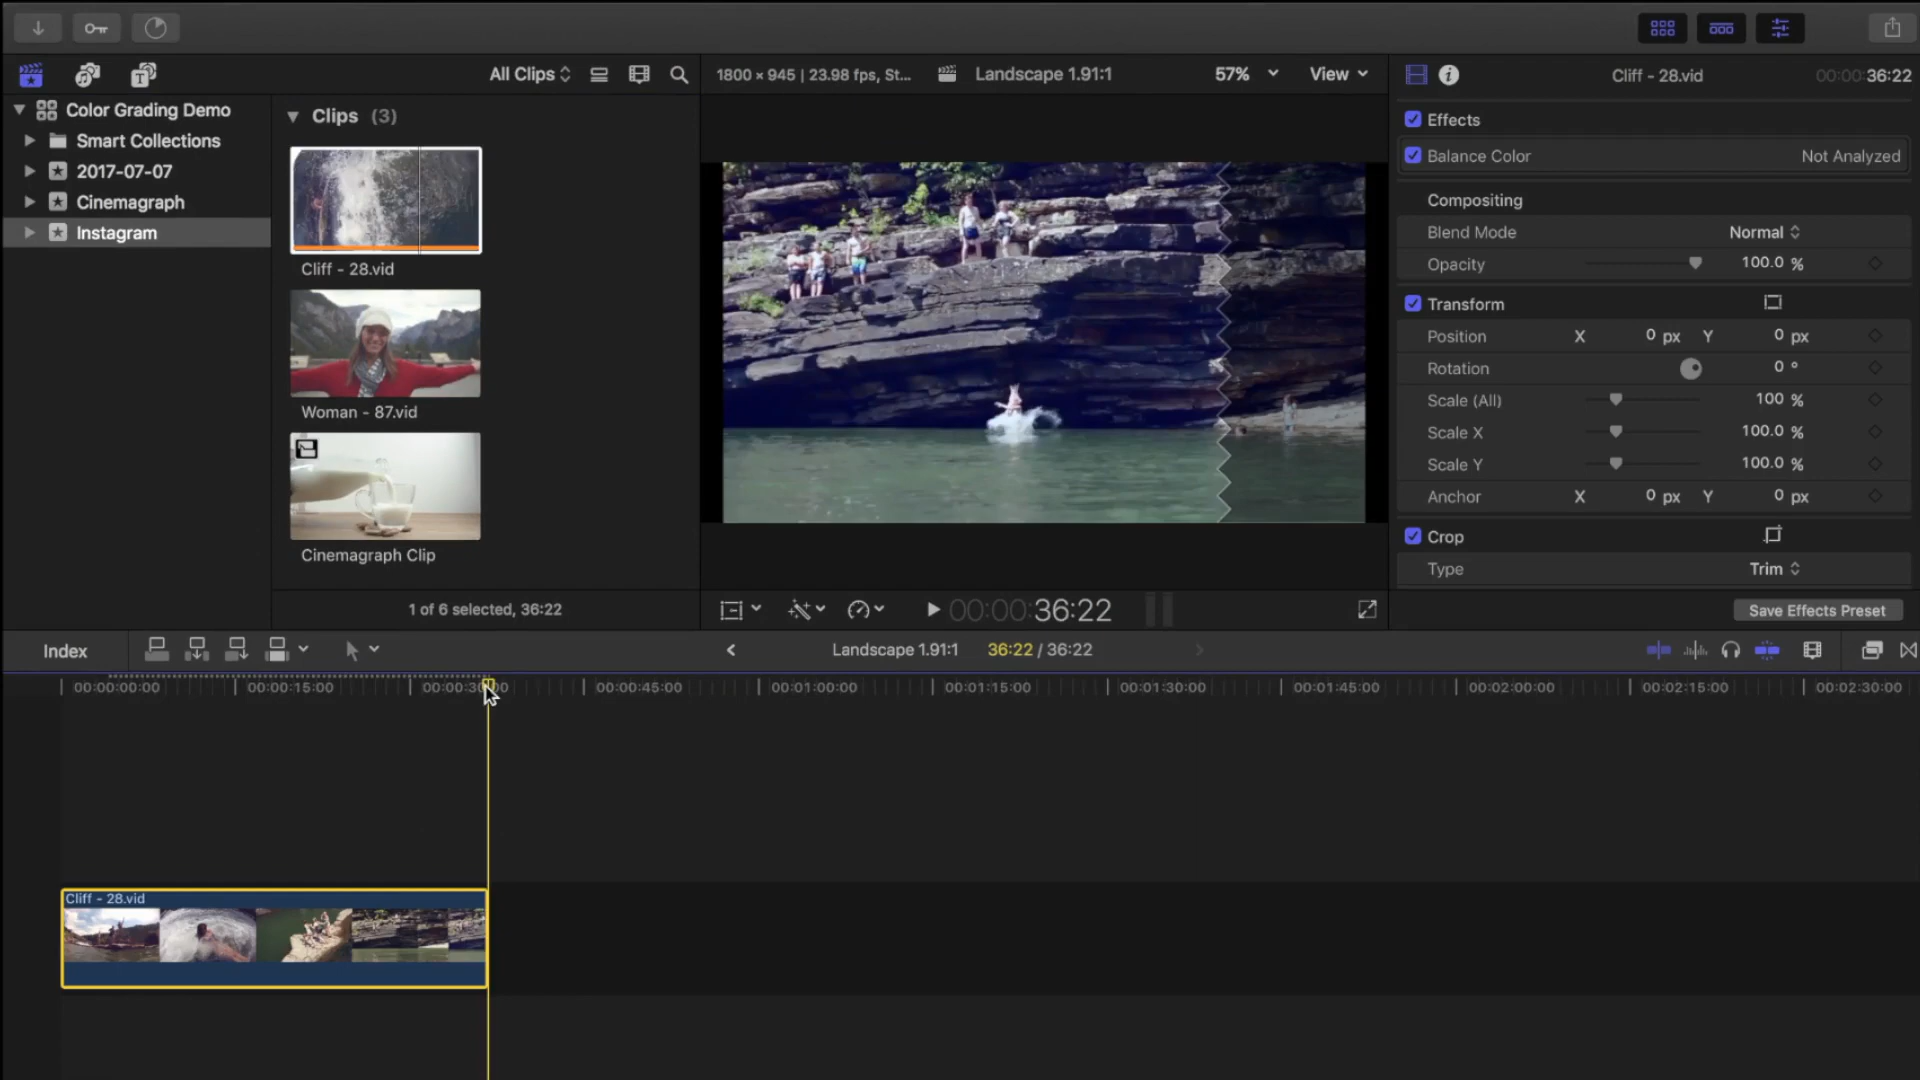 All Clips
1800 × 945 | 23.98 fps, St...
Landscape 1.91:1
57%
View
Cliff - 28.vid
00:00:36:22
Color Grading Demo
Smart Collections
2017-07-07
Cinemagraph
Instagram
Clips (3)
Cliff - 28.vid
Woman - 87.vid
Cinemagraph Clip
1 of 6 selected, 36:22
00:00:36:22
Effects
Balance Color Not Analyzed
Compositing
Blend Mode Normal
Opacity 100.0 %
Transform
Position X 0 px Y 0 px
Rotation 0 °
Scale (All) 100 %
Scale X 100.0 %
Scale Y 100.0 %
Anchor X 0 px Y 0 px
Crop
Type Trim
Save Effects Preset
Index
Landscape 1.91:1
36:22 / 36:22
00:00:00:00 00:00:15:00 00:00:30:00 00:00:45:00 00:01:00:00 00:01:15:00 00:01:30:00 00:01:45:00 00:02:00:00 00:02:15:00 00:02:30:00
Cliff - 28.vid